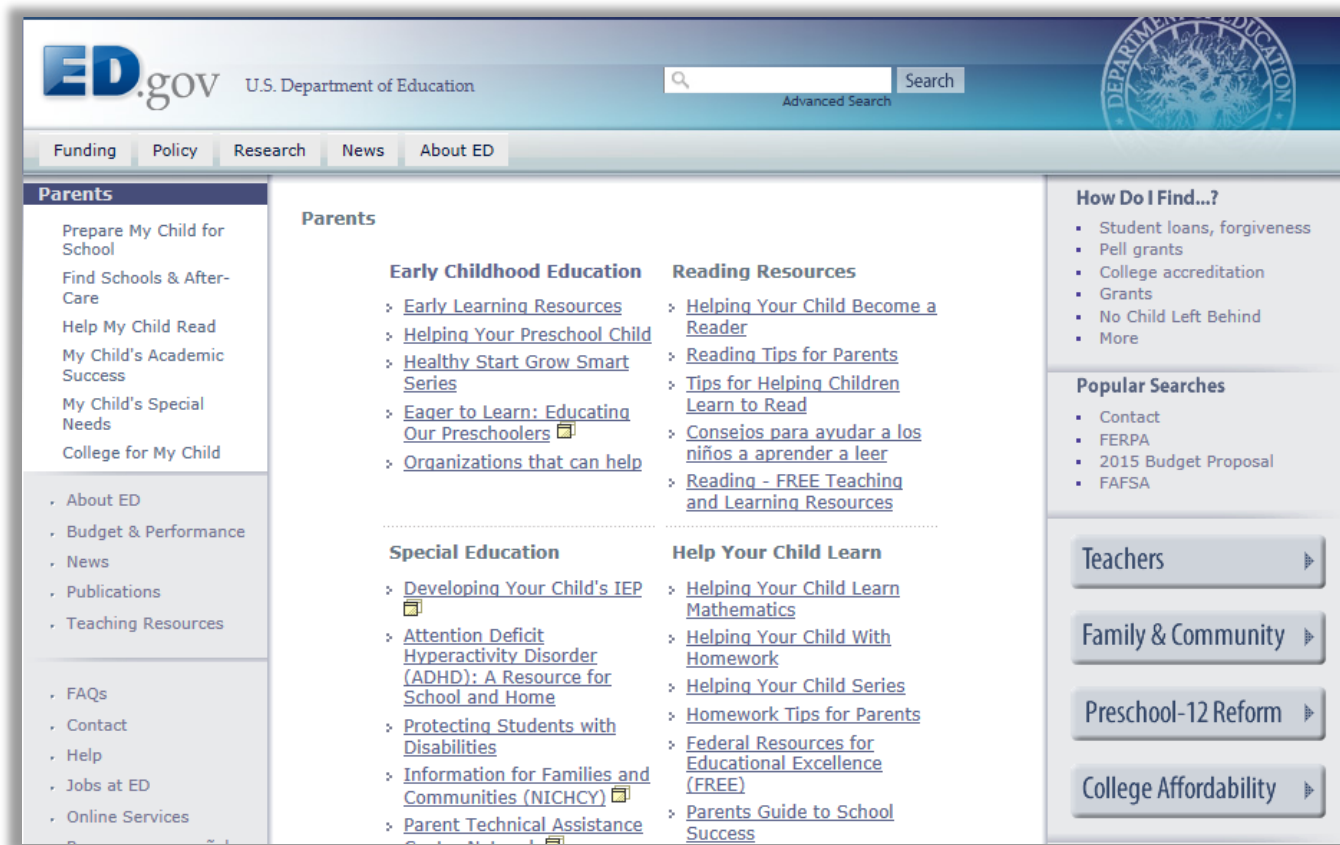 ED.gov U.S. Department of Education
Search
Advanced Search
DEPARTMENT OF EDUCATION
Funding Policy Research News About ED
Parents
Prepare My Child for
School
Find Schools & After-
Care
Help My Child Read
My Child's Academic
Success
My Child's Special
Needs
College for My Child
About ED
Budget & Performance
News
Publications
Teaching Resources
FAQs
Contact
Help
Jobs at ED
Online Services
Parents
Early Childhood Education
Early Learning Resources
Helping Your Preschool Child
Healthy Start Grow Smart
Series
Eager to Learn: Educating
Our Preschoolers
Organizations that can help
Reading Resources
Helping Your Child Become a
Reader
Reading Tips for Parents
Tips for Helping Children
Learn to Read
Consejos para ayudar a los
niños a aprender a leer
Reading - FREE Teaching
and Learning Resources
Special Education
Developing Your Child's IEP
Attention Deficit
Hyperactivity Disorder
(ADHD): A Resource for
School and Home
Protecting Students with
Disabilities
Information for Families and
Communities (NICHCY)
Parent Technical Assistance
Help Your Child Learn
Helping Your Child Learn
Mathematics
Helping Your Child With
Homework
Helping Your Child Series
Homework Tips for Parents
Federal Resources for
Educational Excellence
(FREE)
Parents Guide to School
Success
How Do I Find...?
Student loans, forgiveness
Pell grants
College accreditation
Grants
No Child Left Behind
More
Popular Searches
Contact
FERPA
2015 Budget Proposal
FAFSA
Teachers
Family & Community
Preschool-12 Reform
College Affordability